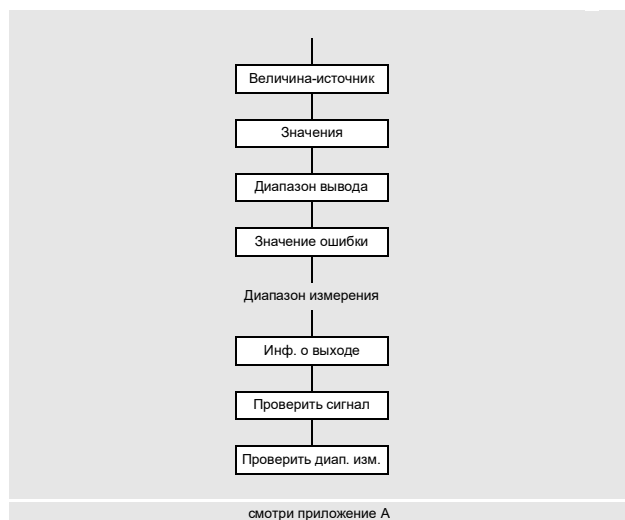 Величина-источник
Значения
Диапазон вывода
Значение ошибки
Диапазон измерения
Инф. о выходе
Проверить сигнал
Проверить диап. изм.
смотри приложение А